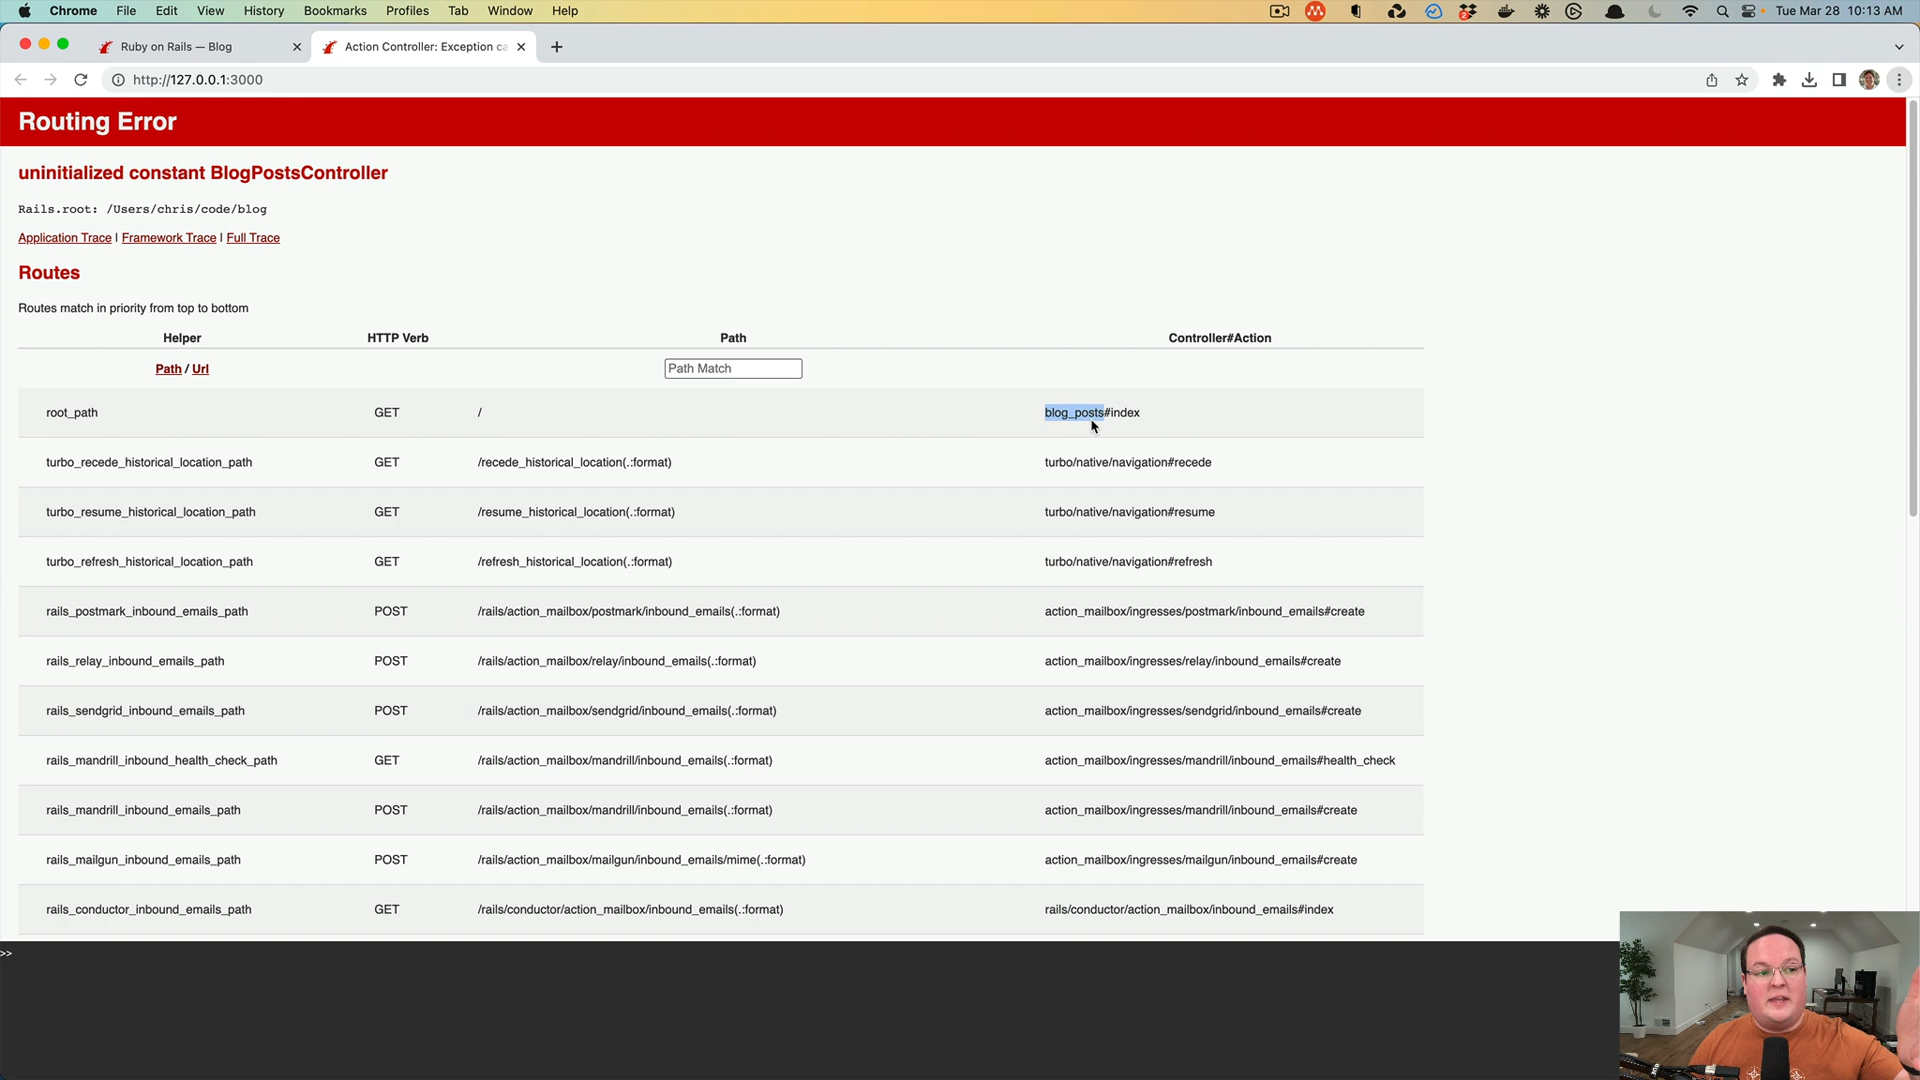 Chrome File Edit View History Bookmarks Profiles Tab Window Help Tue Mar 28 10:13 AM
Ruby on Rails — Blog
Action Controller: Exception ca
http://127.0.0.1:3000
Routing Error
uninitialized constant BlogPostsController
Rails.root: /Users/chris/code/blog
Application Trace | Framework Trace | Full Trace
Routes
Routes match in priority from top to bottom
Helper HTTP Verb Path Controller#Action
Path / Url Path Match
root_path GET / blog_posts#index
turbo_recede_historical_location_path GET /recede_historical_location(.:format) turbo/native/navigation#recede
turbo_resume_historical_location_path GET /resume_historical_location(.:format) turbo/native/navigation#resume
turbo_refresh_historical_location_path GET /refresh_historical_location(.:format) turbo/native/navigation#refresh
rails_postmark_inbound_emails_path POST /rails/action_mailbox/postmark/inbound_emails(.:format) action_mailbox/ingresses/postmark/inbound_emails#create
rails_relay_inbound_emails_path POST /rails/action_mailbox/relay/inbound_emails(.:format) action_mailbox/ingresses/relay/inbound_emails#create
rails_sendgrid_inbound_emails_path POST /rails/action_mailbox/sendgrid/inbound_emails(.:format) action_mailbox/ingresses/sendgrid/inbound_emails#create
rails_mandrill_inbound_health_check_path GET /rails/action_mailbox/mandrill/inbound_emails(.:format) action_mailbox/ingresses/mandrill/inbound_emails#health_check
rails_mandrill_inbound_emails_path POST /rails/action_mailbox/mandrill/inbound_emails(.:format) action_mailbox/ingresses/mandrill/inbound_emails#create
rails_mailgun_inbound_emails_path POST /rails/action_mailbox/mailgun/inbound_emails/mime(.:format) action_mailbox/ingresses/mailgun/inbound_emails#create
rails_conductor_inbound_emails_path GET /rails/conductor/action_mailbox/inbound_emails(.:format) rails/conductor/action_mailbox/inbound_emails#index
>>